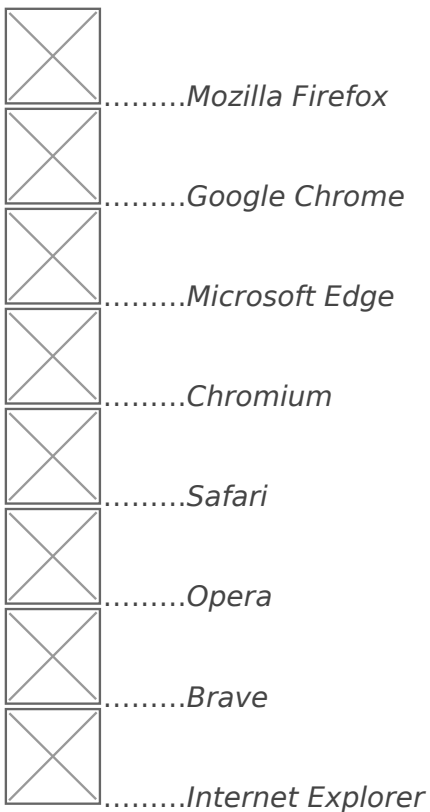 .........Mozilla Firefox
.........Google Chrome
.........Microsoft Edge
.........Chromium
.........Safari
.........Opera
.........Brave
.........Internet Explorer